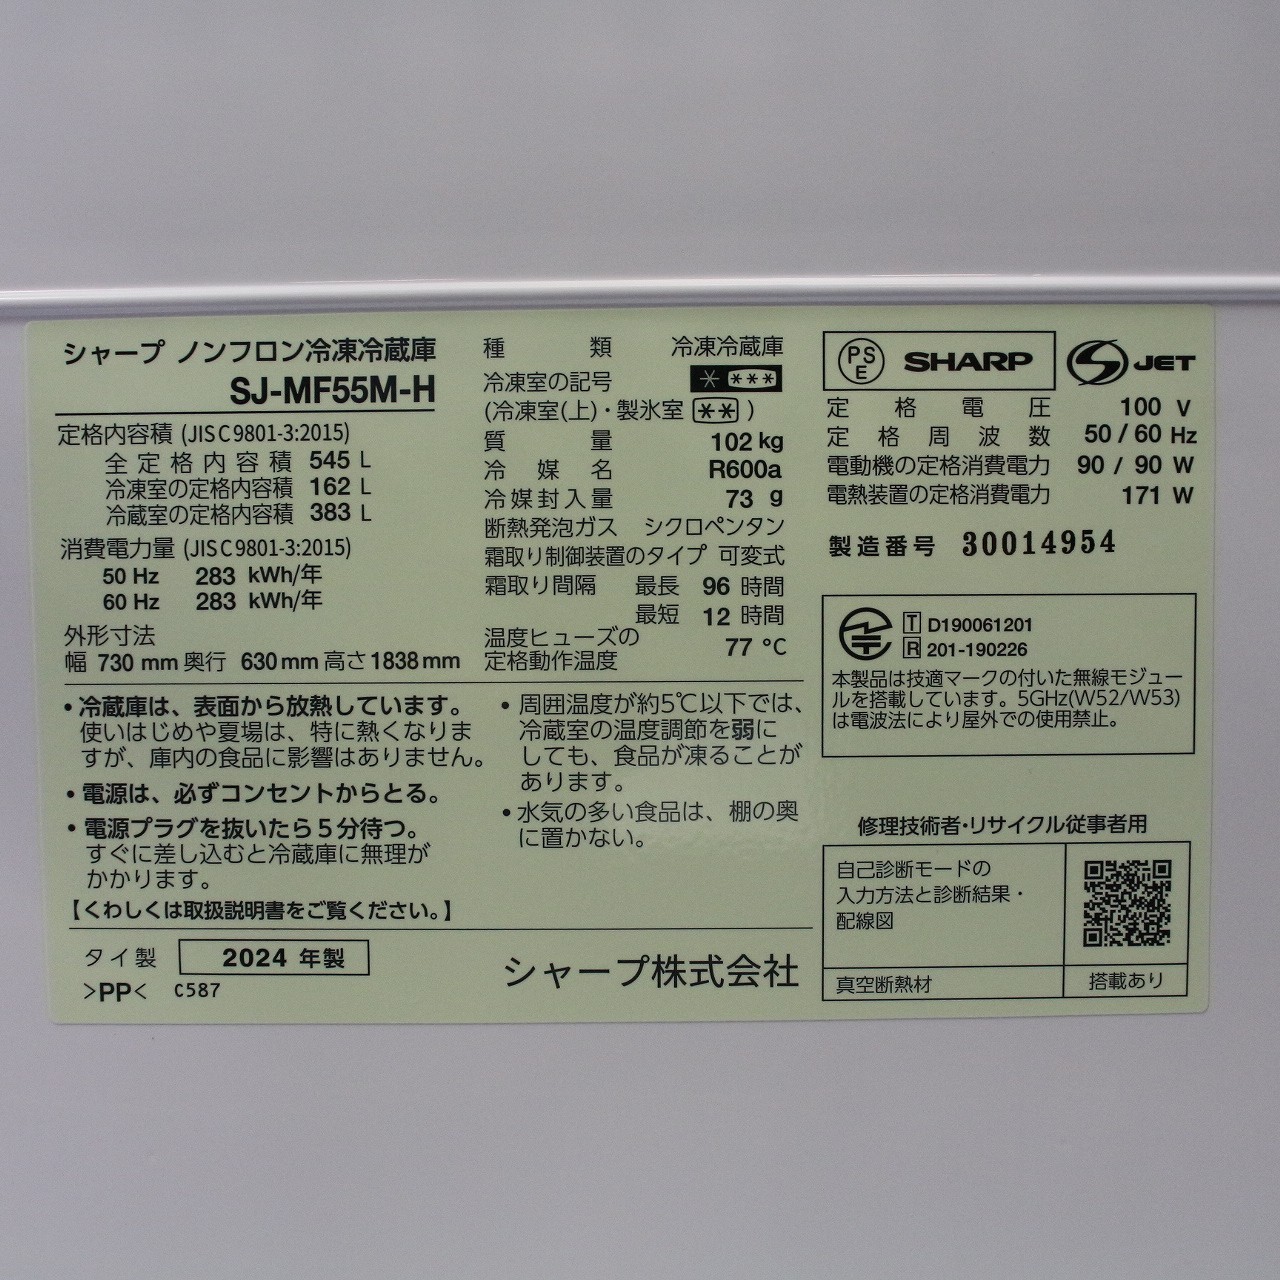 シャープ ノンフロン冷凍冷蔵庫
SJ-MF55M-H
定格内容積 (JIS C 9801-3:2015)
全定格内容積 545 L
冷凍室の定格内容積 162 L
冷蔵室の定格内容積 383 L
消費電力量 (JIS C 9801-3:2015)
50 Hz 283 kWh/年
60 Hz 283 kWh/年
外形寸法
幅 730 mm 奥行 630 mm 高さ 1838 mm
種類 冷凍冷蔵庫
冷凍室の記号 * ***
(冷凍室(上)・製氷室 ** )
質量 102 kg
冷媒名 R600a
冷媒封入量 73 g
断熱発泡ガス シクロペンタン
霜取り制御装置のタイプ 可変式
霜取り間隔 最長 96 時間
最短 12 時間
温度ヒューズの
定格動作温度 77 °C
PS E SHARP S JET
定格電圧 100 V
定格周波数 50 / 60 Hz
電動機の定格消費電力 90 / 90 W
電熱装置の定格消費電力 171 W
製造番号 30014954
T D190061201
R 201-190226
本製品は技適マークの付いた無線モジュー
ルを搭載しています。5GHz(W52/W53)
は電波法により屋外での使用禁止。
• 冷蔵庫は、表面から放熱しています。
使いはじめや夏場は、特に熱くなりま
すが、庫内の食品に影響はありません。
• 電源は、必ずコンセントからとる。
• 電源プラグを抜いたら5分待つ。
すぐに差し込むと冷蔵庫に無理が
かかります。
【くわしくは取扱説明書をご覧ください。】
• 周囲温度が約5℃以下では、
冷蔵室の温度調節を弱に
しても、食品が凍ることが
あります。
• 水気の多い食品は、棚の奥
に置かない。
修理技術者・リサイクル従事者用
自己診断モードの
入力方法と診断結果・
配線図
真空断熱材 搭載あり
タイ製 2024 年製
>PP< C587
シャープ株式会社